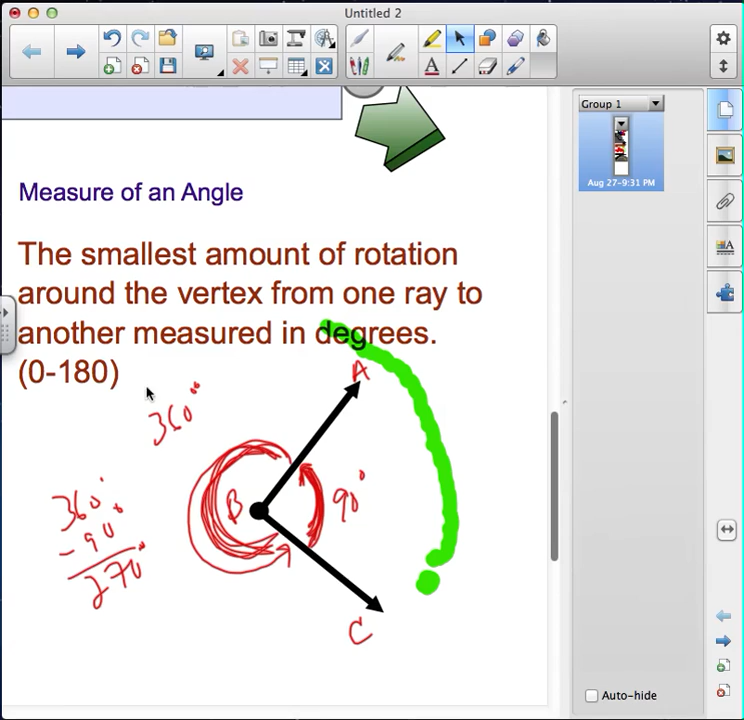 Untitled 2
Group 1
Aug 27-9:31 PM
Measure of an Angle
The smallest amount of rotation
around the vertex from one ray to
another measured in degrees.
(0-180)
A
360°
B
90°
360°
- 90°
270°
C
Auto-hide